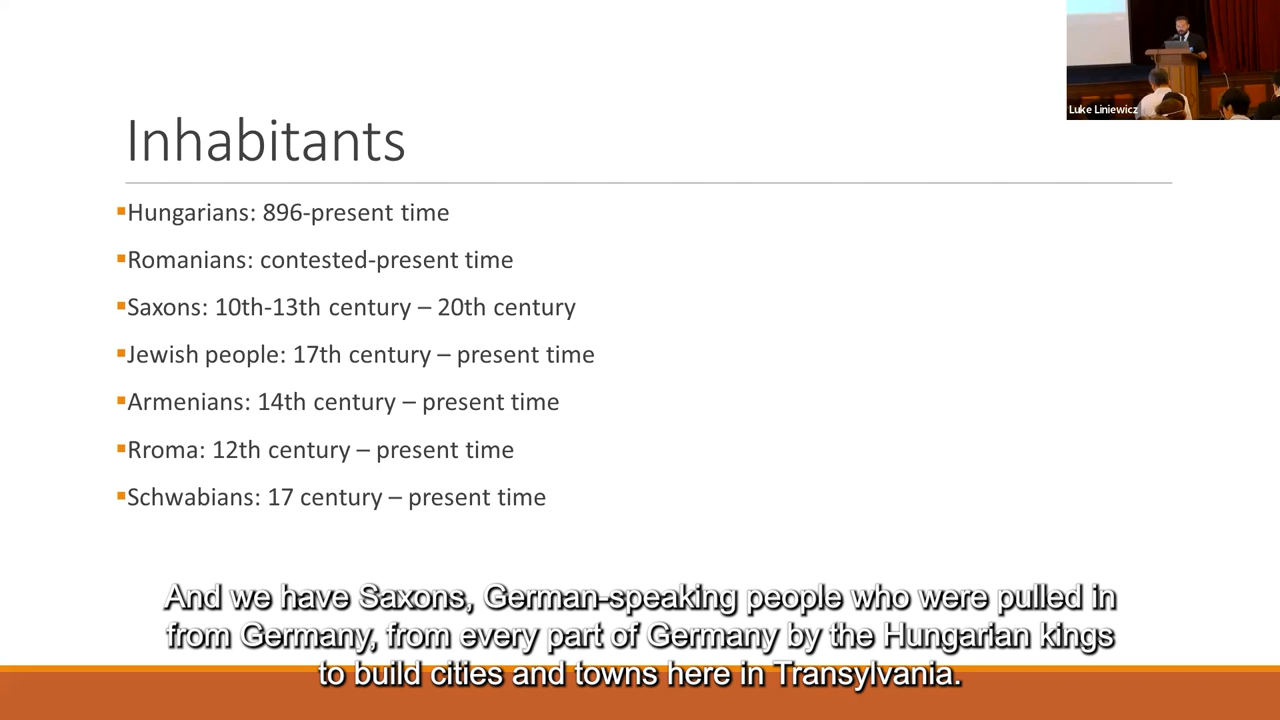 Luke Liniewicz
Inhabitants
Hungarians: 896-present time
Romanians: contested-present time
Saxons: 10th-13th century – 20th century
Jewish people: 17th century – present time
Armenians: 14th century – present time
Rroma: 12th century – present time
Schwabians: 17 century – present time
And we have Saxons, German-speaking people who were pulled in
from Germany, from every part of Germany by the Hungarian kings
to build cities and towns here in Transylvania.